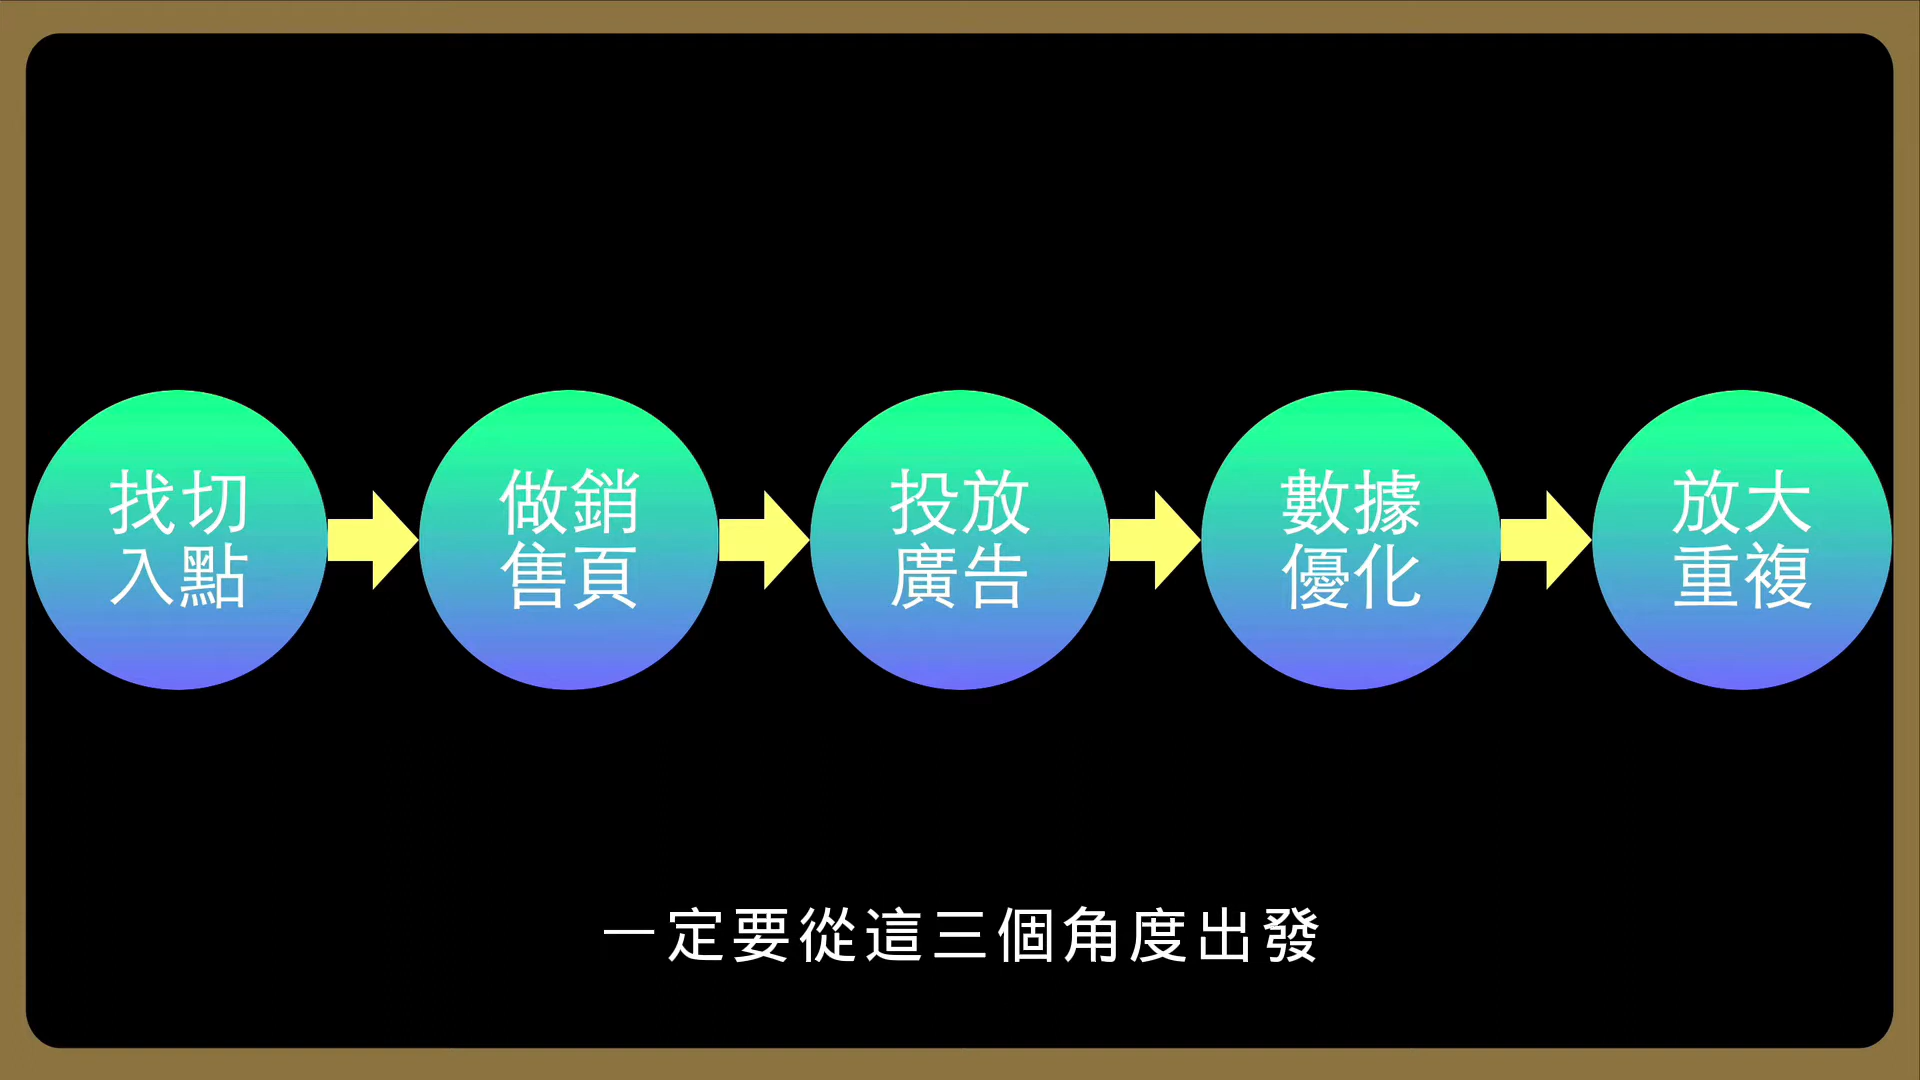 找切
入點
做銷
售頁
投放
廣告
數據
優化
放大
重複
一定要從這三個角度出發